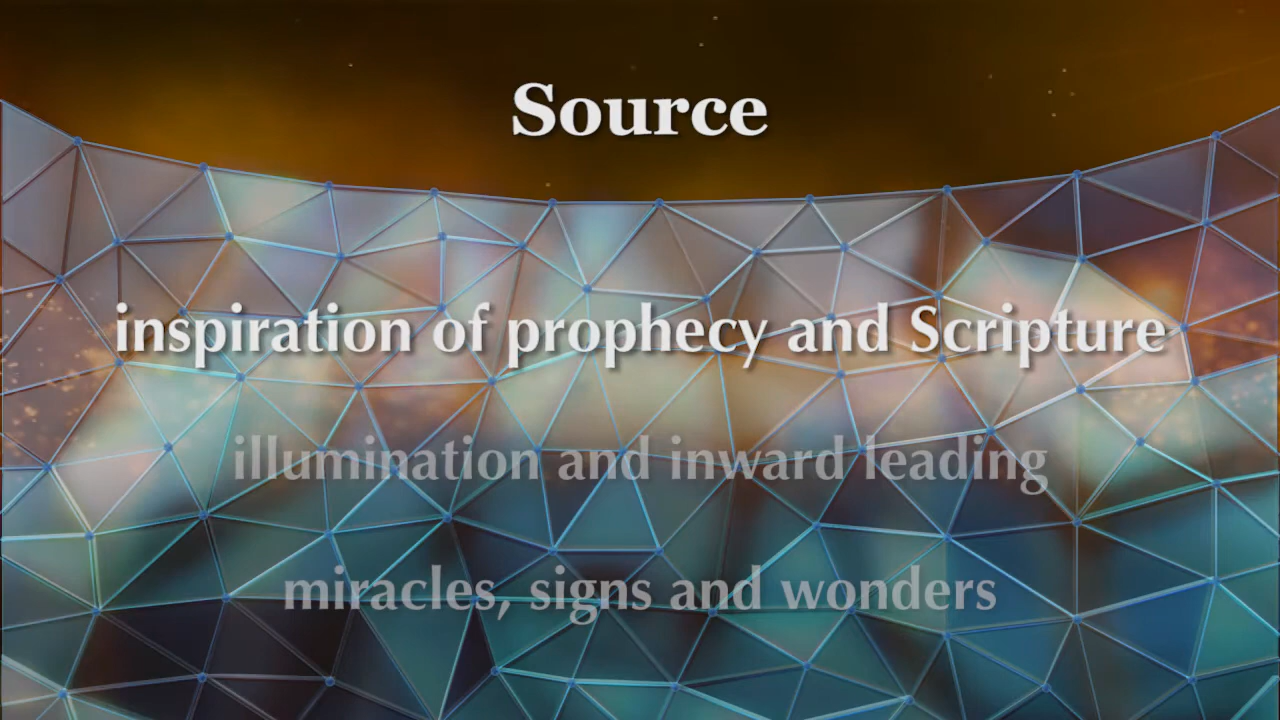 Source
inspiration of prophecy and Scripture
illumination and inward leading
miracles, signs and wonders